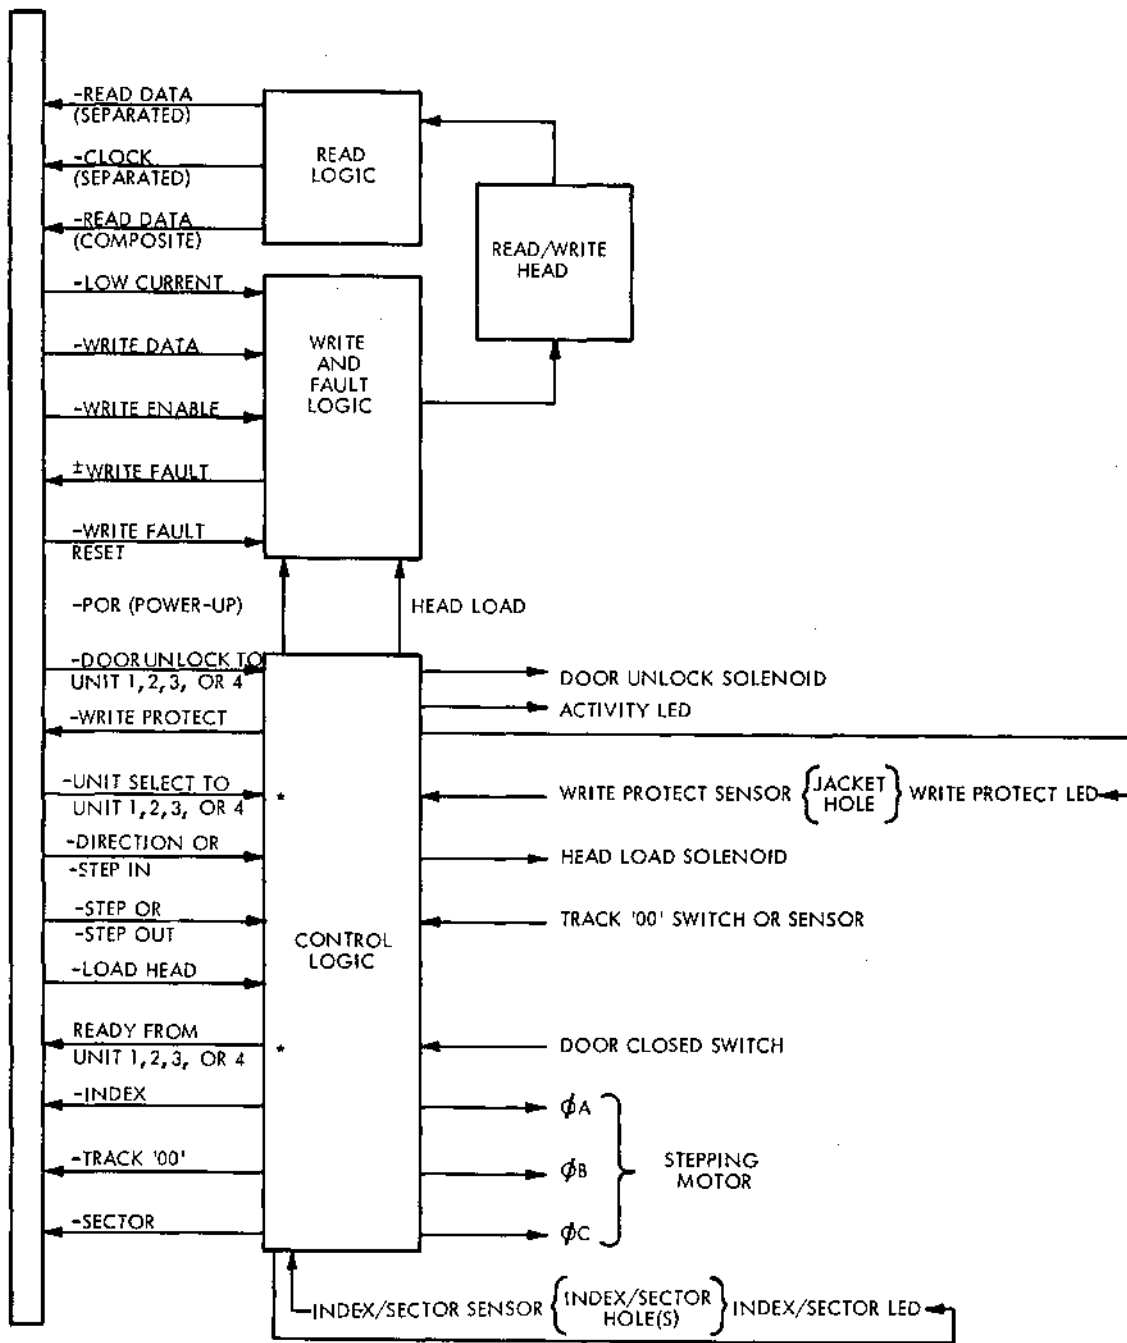 -READ DATA
(SEPARATED)
-CLOCK
(SEPARATED)
-READ DATA
(COMPOSITE)
READ
LOGIC
READ/WRITE
HEAD
-LOW CURRENT
-WRITE DATA
-WRITE ENABLE
±WRITE FAULT
-WRITE FAULT
RESET
WRITE
AND
FAULT
LOGIC
-POR (POWER-UP)
HEAD LOAD
-DOOR UNLOCK TO
UNIT 1,2,3, OR 4
-WRITE PROTECT
-UNIT SELECT TO
UNIT 1,2,3, OR 4
*
-DIRECTION OR
-STEP IN
-STEP OR
-STEP OUT
-LOAD HEAD
READY FROM
UNIT 1,2,3, OR 4
*
-INDEX
-TRACK '00'
-SECTOR
CONTROL
LOGIC
DOOR UNLOCK SOLENOID
ACTIVITY LED
WRITE PROTECT SENSOR
JACKET
HOLE
WRITE PROTECT LED
HEAD LOAD SOLENOID
TRACK '00' SWITCH OR SENSOR
DOOR CLOSED SWITCH
ϕA
ϕB
ϕC
STEPPING
MOTOR
INDEX/SECTOR SENSOR
INDEX/SECTOR
HOLE(S)
INDEX/SECTOR LED